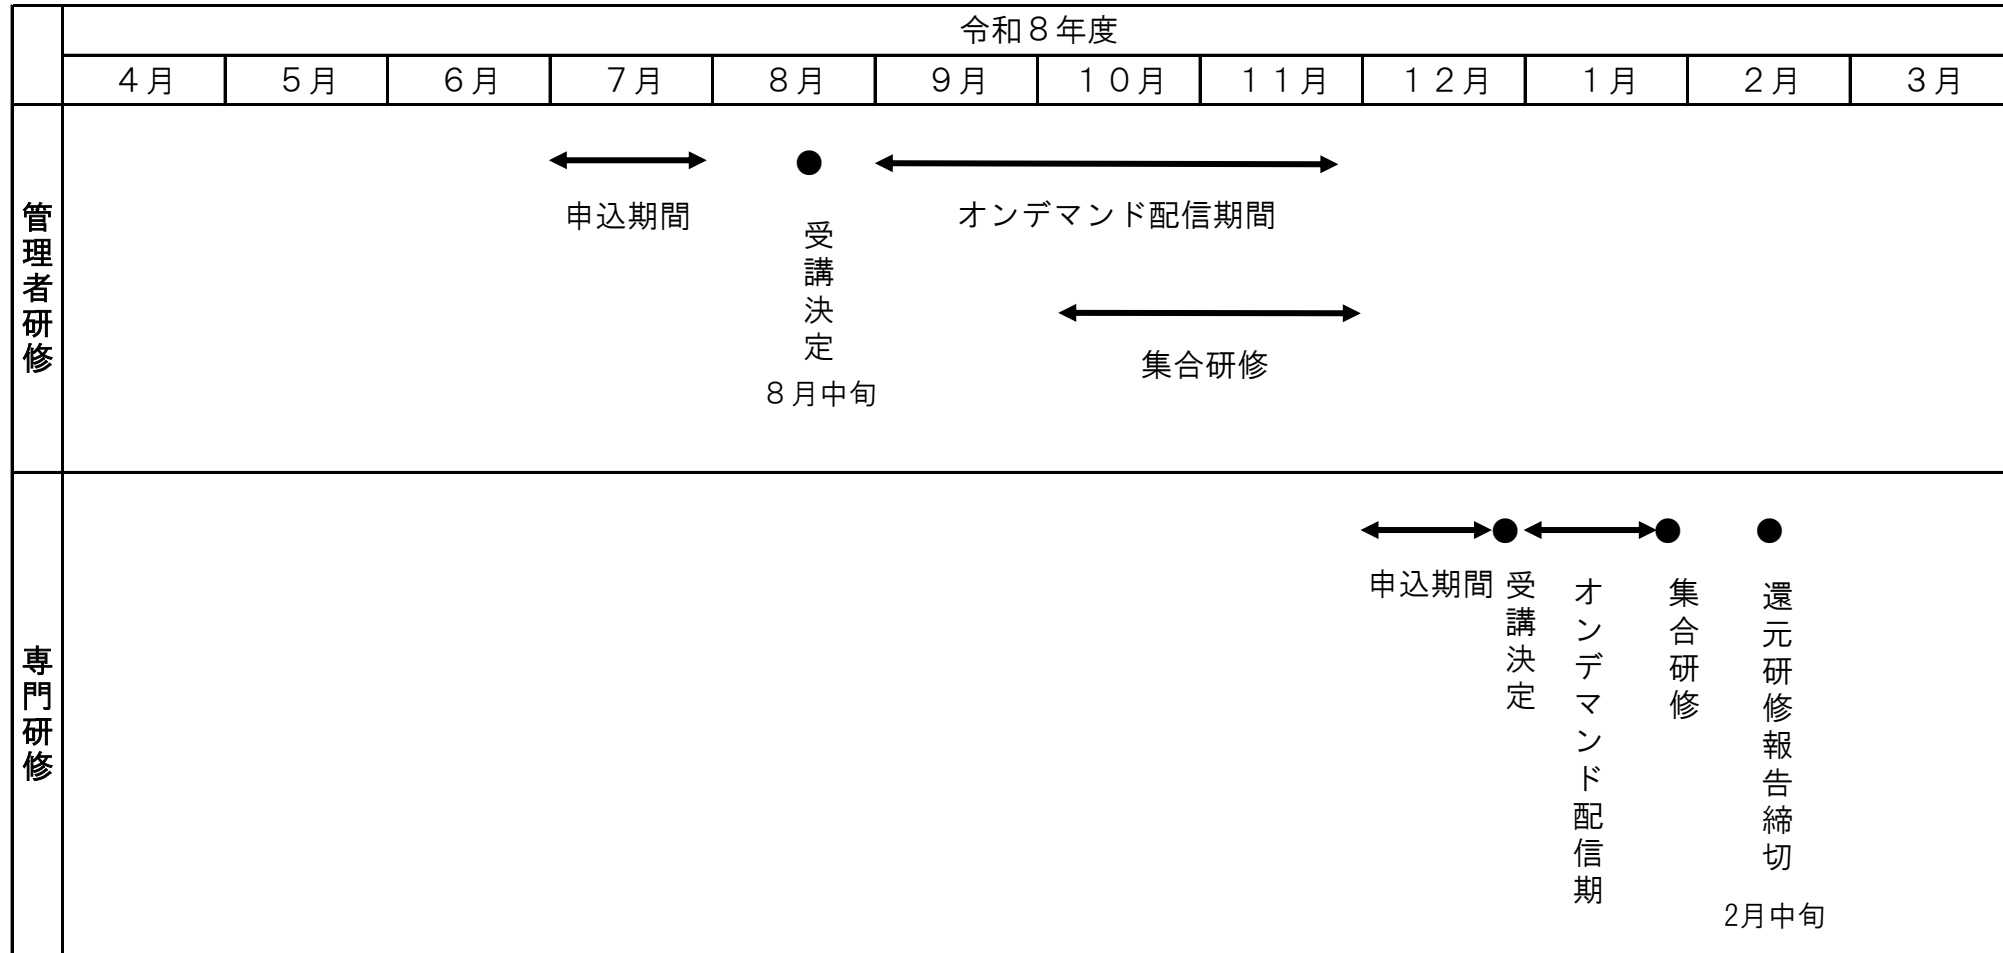 令和８年度
４月 ５月 ６月 ７月 ８月 ９月 １０月 １１月 １２月 １月 ２月 ３月
管理者研修
申込期間
受講決定
８月中旬
オンデマンド配信期間
集合研修
専門研修
申込期間
受講決定
オンデマンド配信期
集合研修
還元研修報告締切
2月中旬